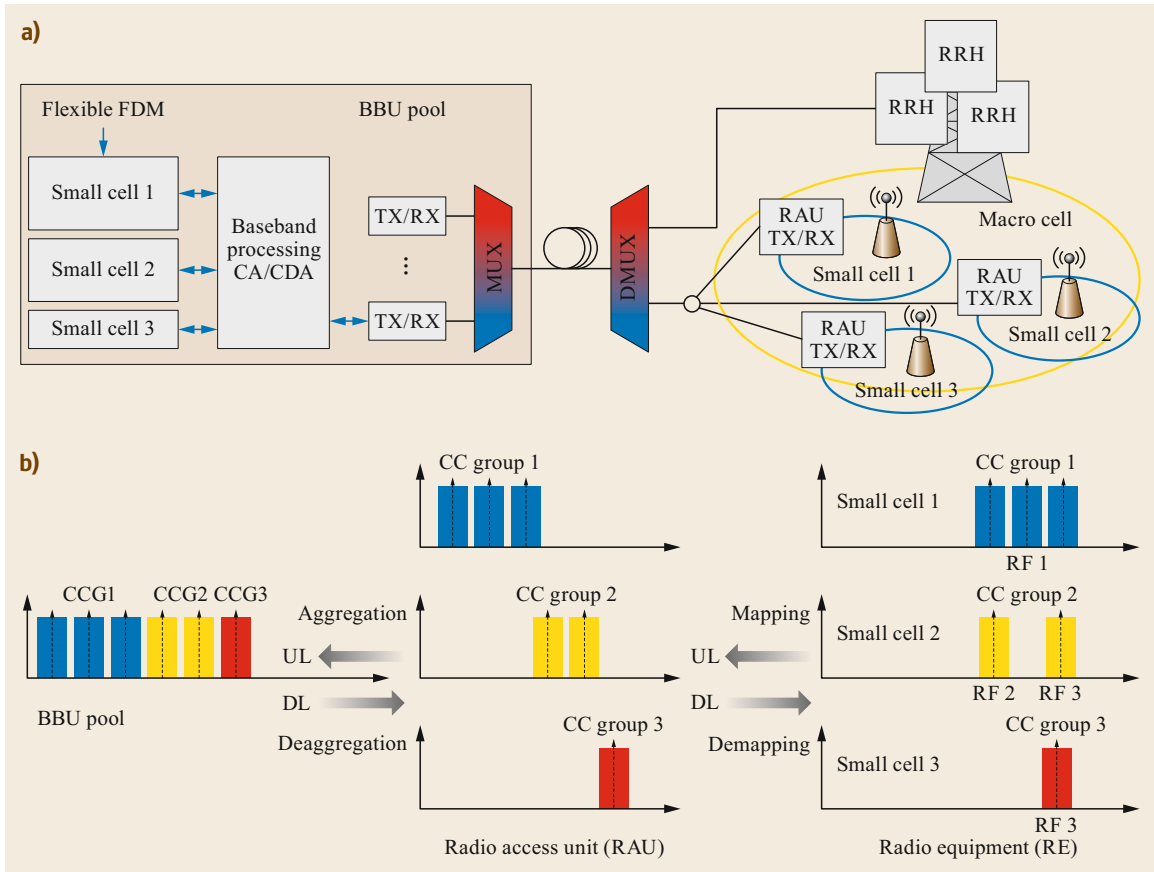 a)
Flexible FDM
BBU pool
Small cell 1
Small cell 2
Small cell 3
Baseband
processing
CA/CDA
TX/RX
...
TX/RX
MUX
DMUX
RRH
RRH
RRH
Macro cell
RAU
TX/RX
Small cell 1
RAU
TX/RX
Small cell 2
RAU
TX/RX
Small cell 3
b)
CCG1 CCG2 CCG3
BBU pool
Aggregation
UL
DL
Deaggregation
CC group 1
CC group 2
CC group 3
Radio access unit (RAU)
Mapping
UL
DL
Demapping
Small cell 1
CC group 1
RF 1
Small cell 2
CC group 2
RF 2 RF 3
Small cell 3
CC group 3
RF 3
Radio equipment (RE)